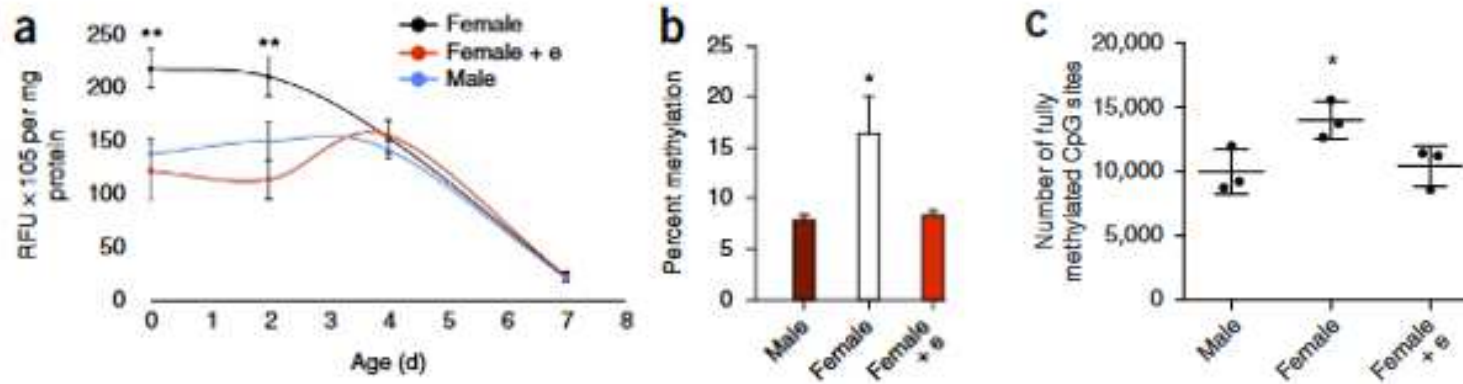 a
** **
Female
Female + e
Male
250
200
150
100
50
0
RFU x 105 per mg
protein
0 1 2 3 4 5 6 7 8
Age (d)
b
25
20
15
10
5
0
Percent methylation
*
Male
Female
Female
+ e
c
20,000
15,000
10,000
5,000
0
Number of fully
methylated CpG sites
*
Male
Female
Female
+ e